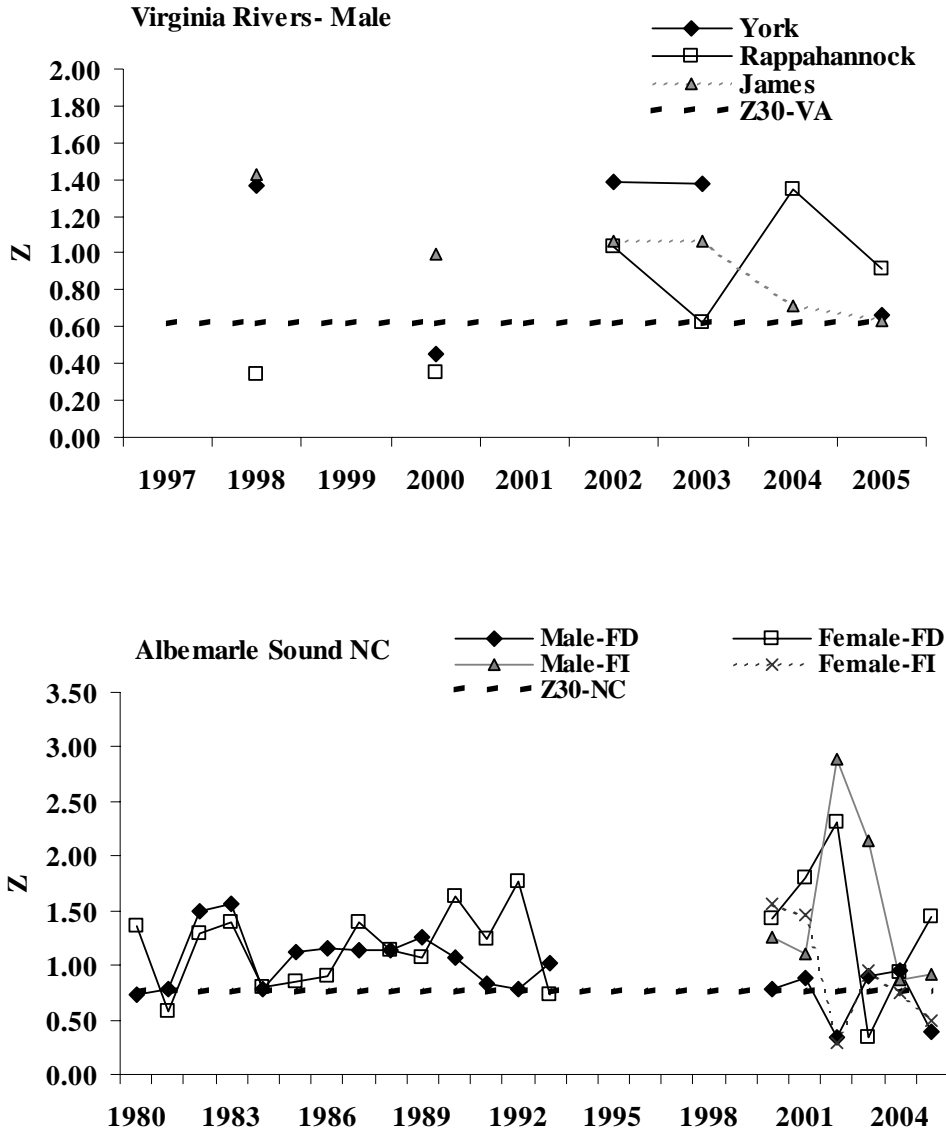 Virginia Rivers- Male
York
Rappahannock
James
Z30-VA
2.00
1.80
1.60
1.40
1.20
1.00
0.80
0.60
0.40
0.20
0.00
Z
1997 1998 1999 2000 2001 2002 2003 2004 2005
Albemarle Sound NC
Male-FD Female-FD
Male-FI Female-FI
Z30-NC
3.50
3.00
2.50
2.00
1.50
1.00
0.50
0.00
Z
1980 1983 1986 1989 1992 1995 1998 2001 2004